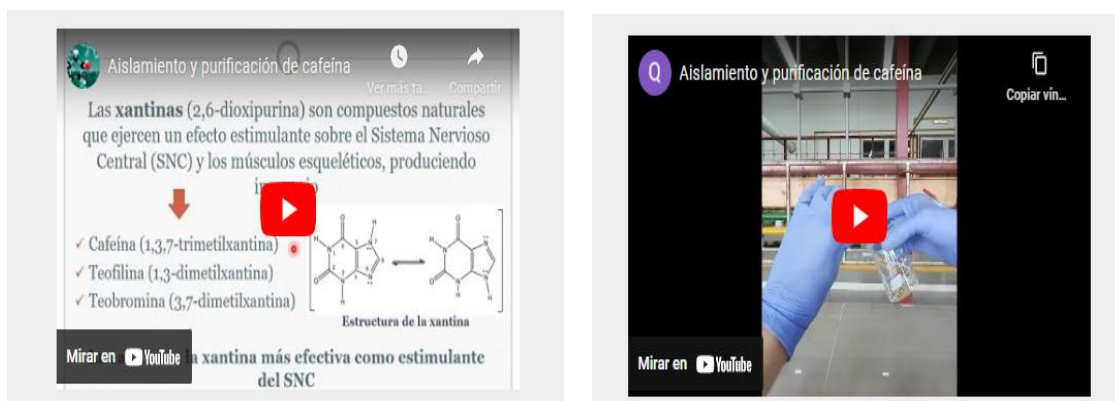 Aislamiento y purificación de cafeína
Ver más ta...
Compartir
Las xantinas (2,6-dioxipurina) son compuestos naturales
que ejercen un efecto estimulante sobre el Sistema Nervioso
Central (SNC) y los músculos esqueléticos, produciendo
✓ Cafeína (1,3,7-trimetilxantina)
✓ Teofilina (1,3-dimetilxantina)
✓ Teobromina (3,7-dimetilxantina)
Estructura de la xantina
Mirar en YouTube
la xantina más efectiva como estimulante
del SNC
Q Aislamiento y purificación de cafeína
Copiar vín...
Mirar en YouTube